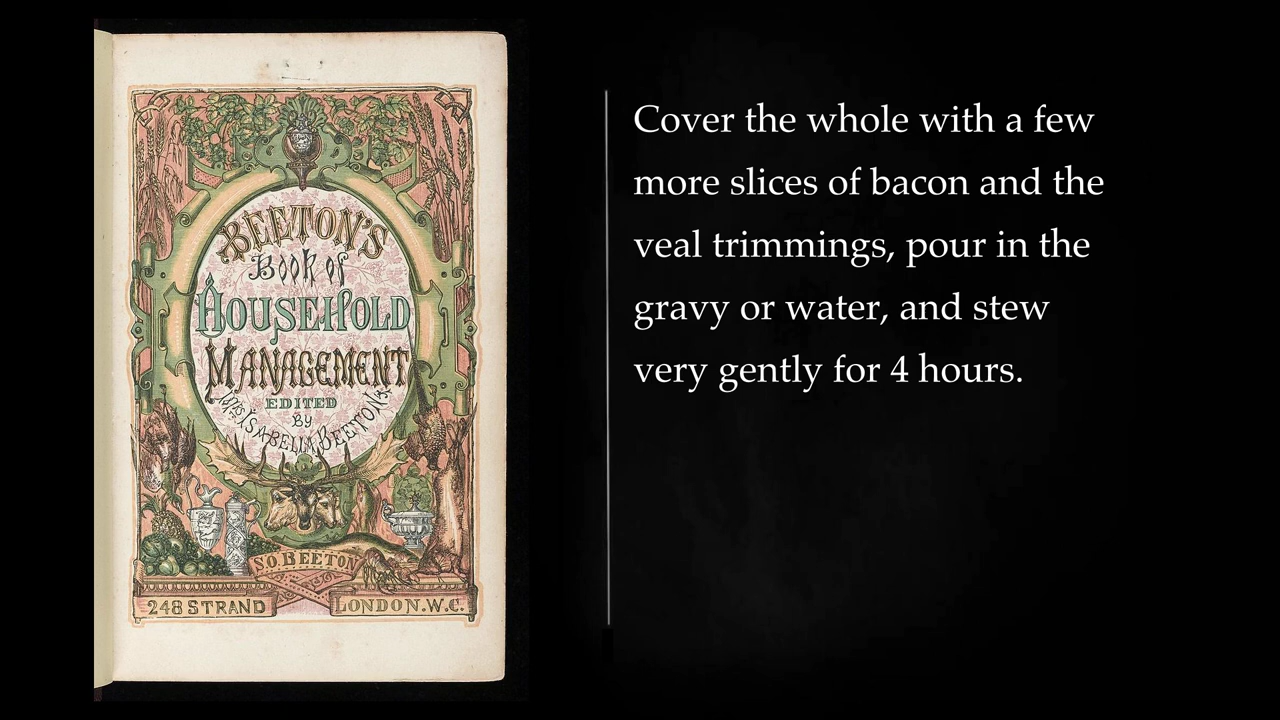 BEETON'S
Book of
HOUSEHOLD
MANAGEMENT
EDITED
BY
MRS ISABELLA BEETON
S.O. BEETON
248 STRAND
LONDON. W.C.
Cover the whole with a few
more slices of bacon and the
veal trimmings, pour in the
gravy or water, and stew
very gently for 4 hours.